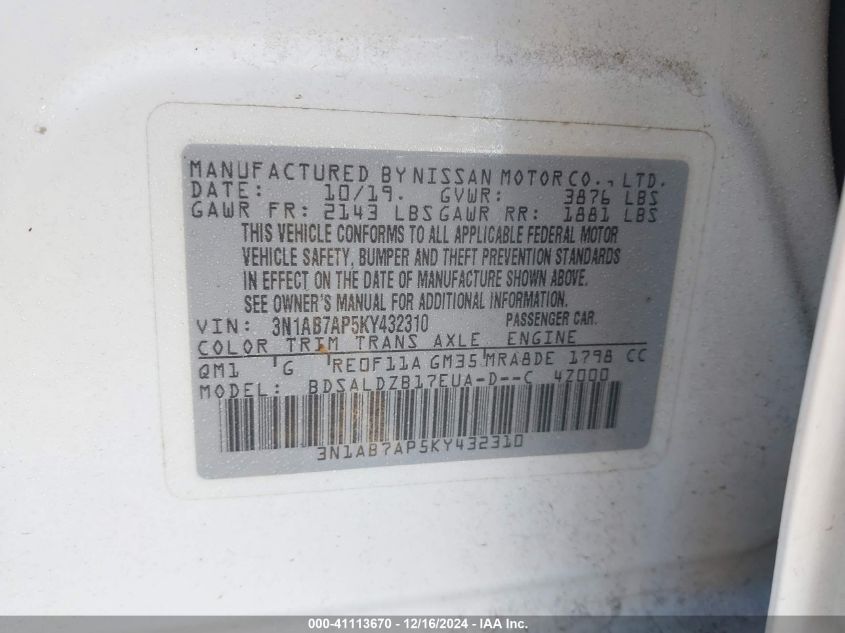 MANUFACTURED BY NISSAN MOTOR CO., LTD.
DATE: 10/19. GVWR: 3876 LBS
GAWR FR: 2143 LBS GAWR RR: 1881 LBS
THIS VEHICLE CONFORMS TO ALL APPLICABLE FEDERAL MOTOR
VEHICLE SAFETY, BUMPER AND THEFT PREVENTION STANDARDS
IN EFFECT ON THE DATE OF MANUFACTURE SHOWN ABOVE.
SEE OWNER'S MANUAL FOR ADDITIONAL INFORMATION.
VIN: 3N1AB7AP5KY432310 PASSENGER CAR.
COLOR TRIM TRANS AXLE ENGINE
QM1 G RE0F11A GM35 MRA8DE 1798 CC
MODEL: BDSALDZB17EUA-D--C 4Z000
3N1AB7AP5KY432310
000-41113670 - 12/16/2024 - IAA Inc.